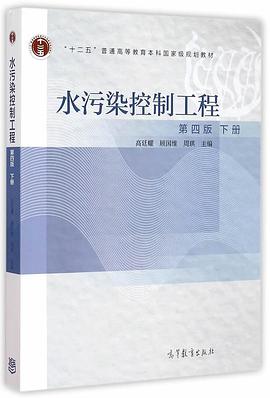 "十二五"普通高等教育本科国家级规划教材
水污染控制工程
第四版 下册
高廷耀 顾国维 周琪 主编
高等教育出版社
水污染控制工程
第四版 下册